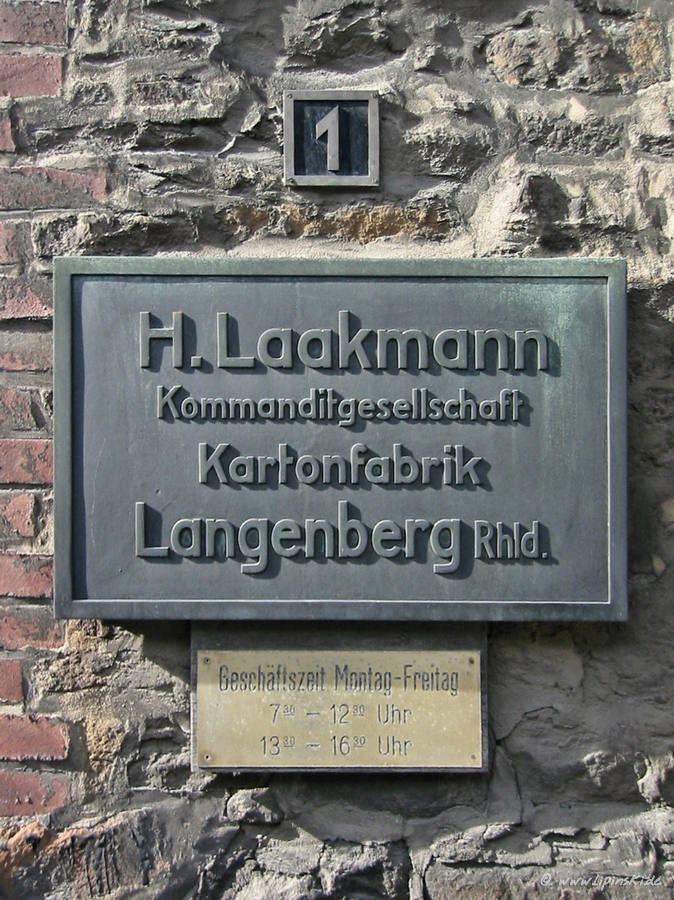 1
H. Laakmann
Kommanditgesellschaft
Kartonfabrik
Langenberg Rhld.
Geschäftszeit Montag-Freitag
7³⁰ – 12³⁰ Uhr
13³⁰ – 16³⁰ Uhr
© www.lipinski.de